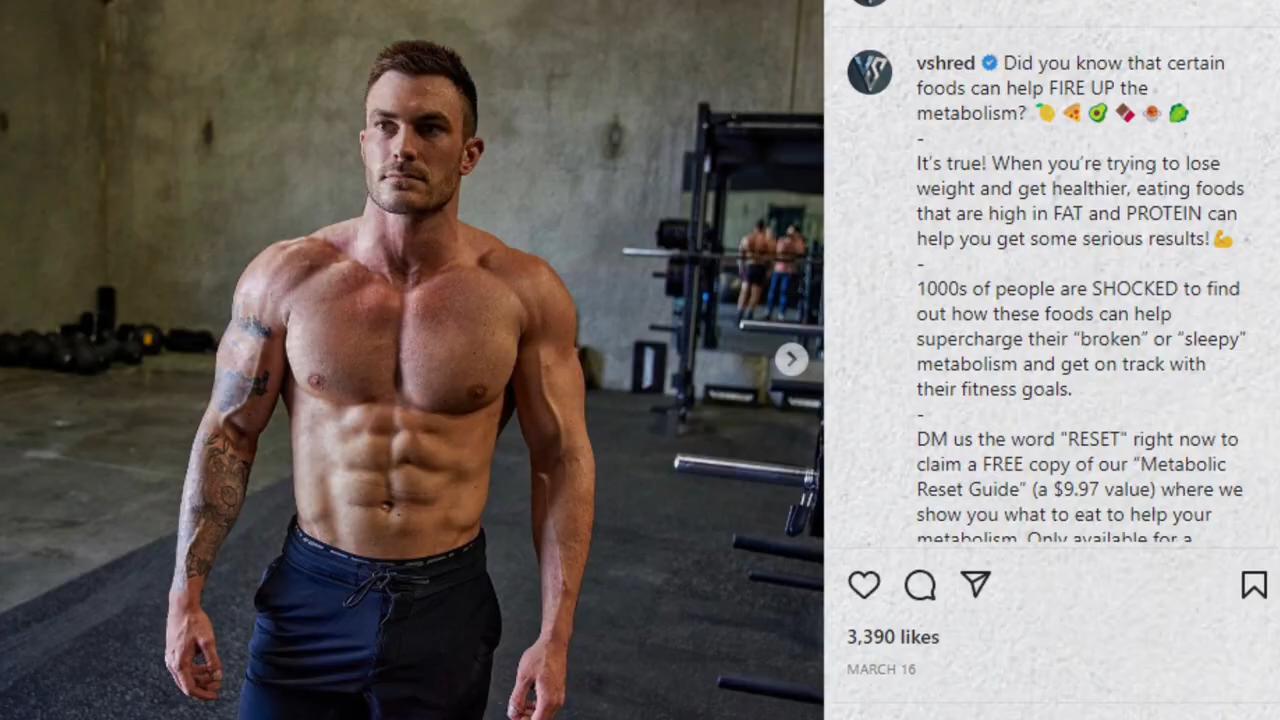 vshred Did you know that certain
foods can help FIRE UP the
metabolism? 🍋 🍕 🥑 🍫 🍤 🥬
-
It's true! When you're trying to lose
weight and get healthier, eating foods
that are high in FAT and PROTEIN can
help you get some serious results!💪
-
1000s of people are SHOCKED to find
out how these foods can help
supercharge their “broken” or “sleepy”
metabolism and get on track with
their fitness goals.
-
DM us the word "RESET" right now to
claim a FREE copy of our “Metabolic
Reset Guide” (a $9.97 value) where we
show you what to eat to help your
metabolism. Only available for a
3,390 likes
MARCH 16